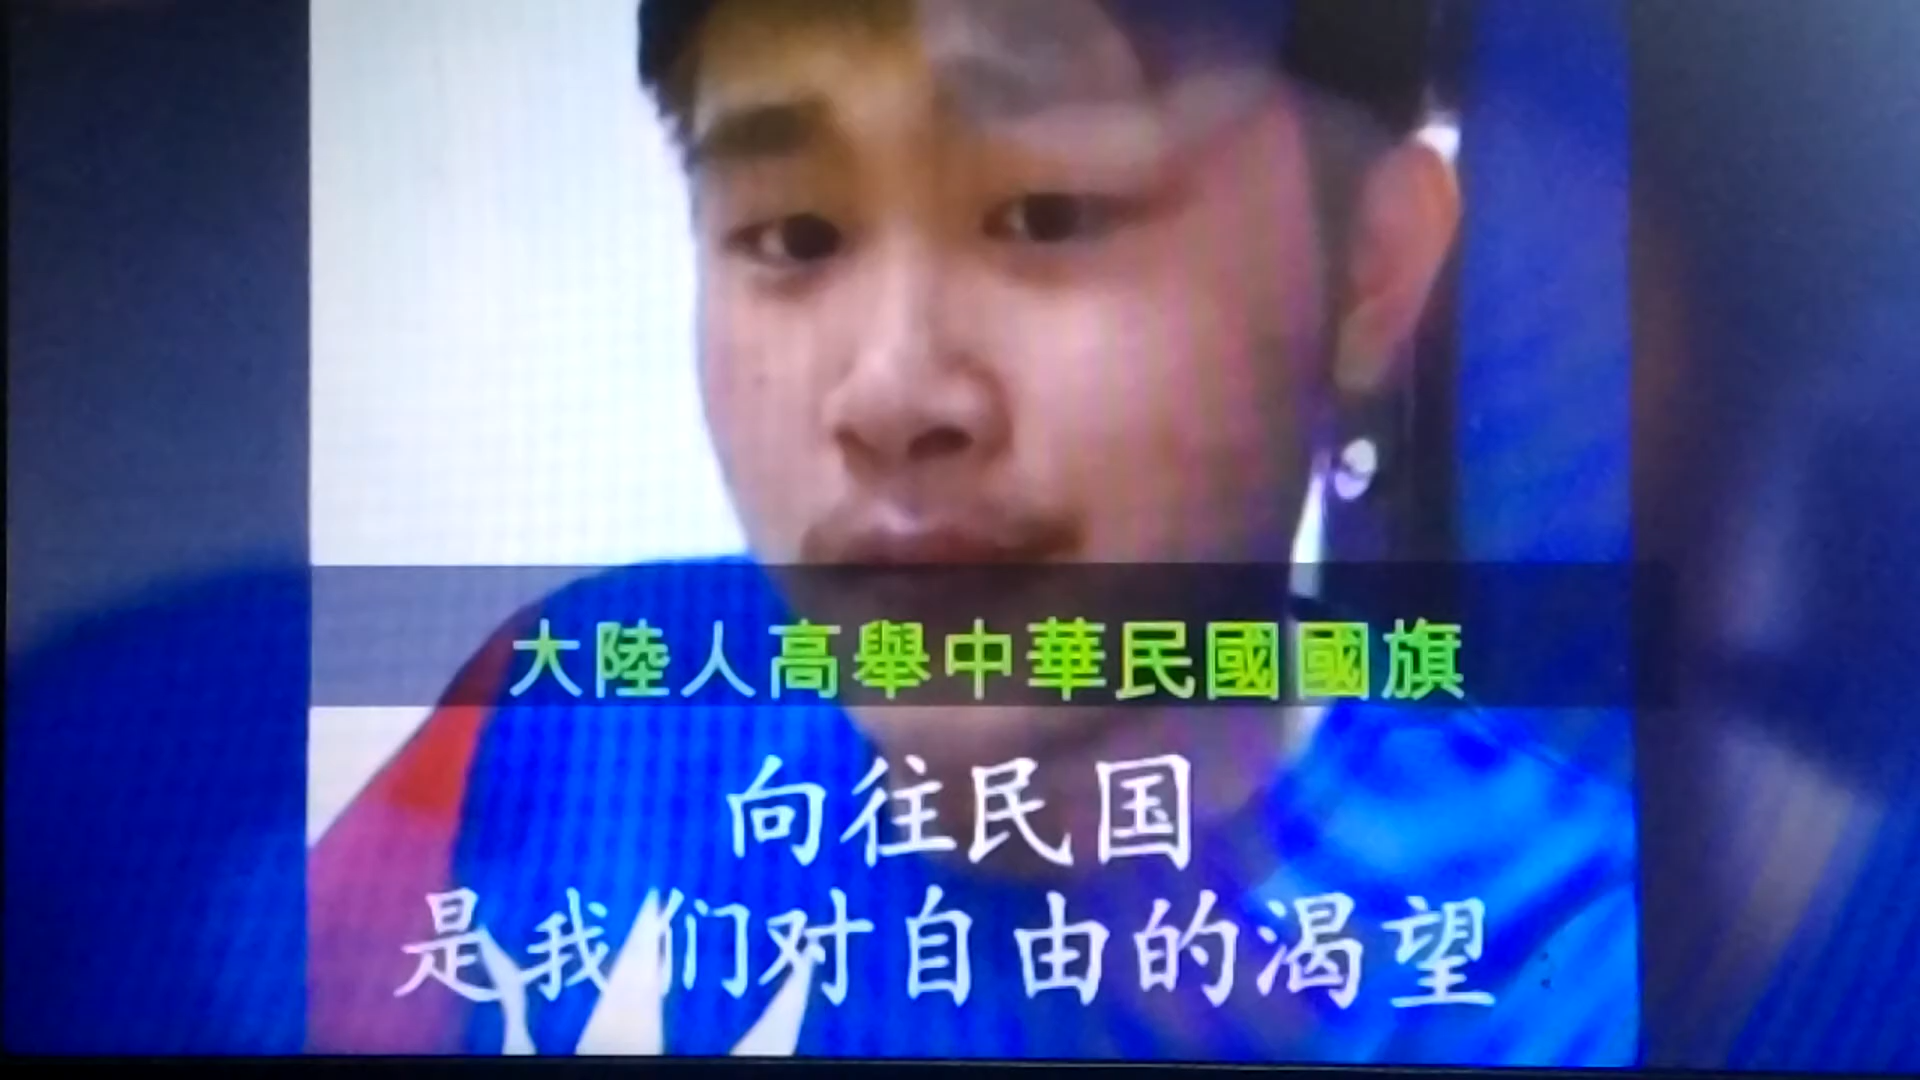 大陸人高舉中華民國國旗
向往民国
是我们对自由的渴望